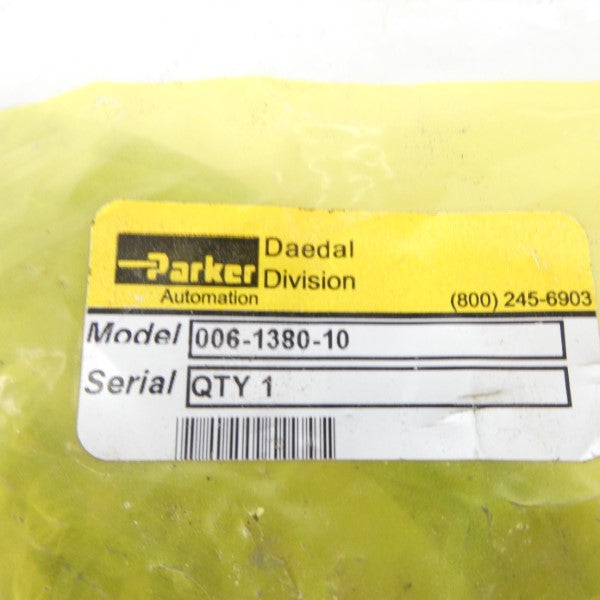 Parker Daedal
Division
Automation
(800) 245-6903
Model 006-1380-10
Serial QTY 1